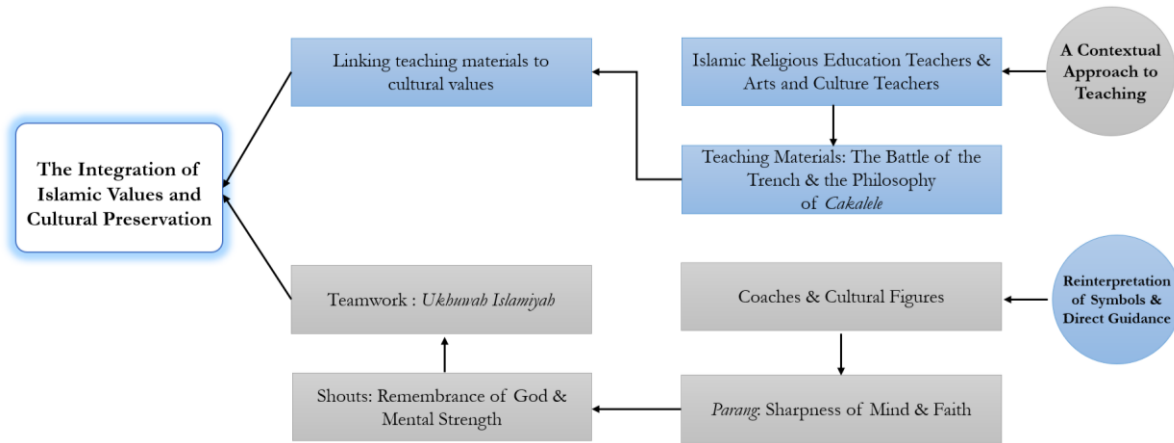 Linking teaching materials to
cultural values
Islamic Religious Education Teachers &
Arts and Culture Teachers
A Contextual
Approach to
Teaching
The Integration of
Islamic Values and
Cultural Preservation
Teaching Materials: The Battle of the
Trench & the Philosophy
of Cakalele
Teamwork : Ukhuwah Islamiyah
Coaches & Cultural Figures
Reinterpretation
of Symbols &
Direct Guidance
Shouts: Remembrance of God &
Mental Strength
Parang: Sharpness of Mind & Faith